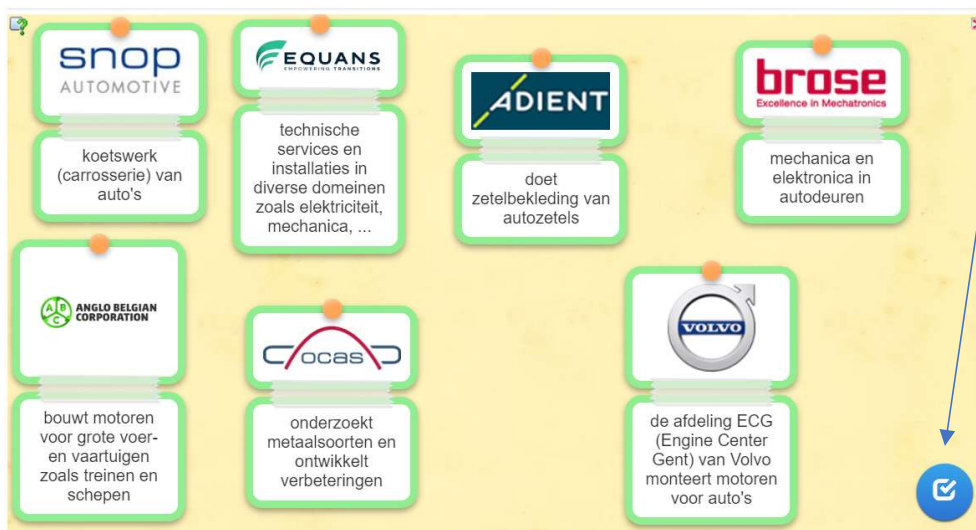 snop
AUTOMOTIVE
koetswerk
(carrosserie) van
auto's
EQUANS
EMPOWERING TRANSITIONS
technische
services en
installaties in
diverse domeinen
zoals elektriciteit,
mechanica, ...
ADIENT
doet
zetelbekleding van
autozetels
brose
Excellence in Mechatronics
mechanica en
elektronica in
autodeuren
ABC
ANGLO BELGIAN
CORPORATION
bouwt motoren
voor grote voer-
en vaartuigen
zoals treinen en
schepen
ocas
onderzoekt
metaalsoorten en
ontwikkelt
verbeteringen
VOLVO
de afdeling ECG
(Engine Center
Gent) van Volvo
monteert motoren
voor auto's